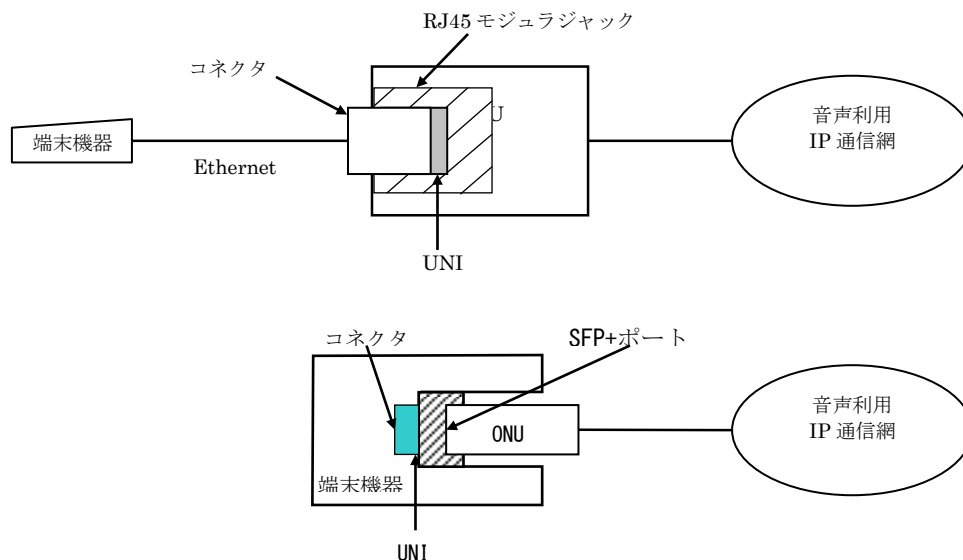 RJ45 モジュラジャック
コネクタ
音声利用
IP 通信網
端末機器
Ethernet
UNI
コネクタ
SFP+ポート
音声利用
IP 通信網
ONU
端末機器
UNI